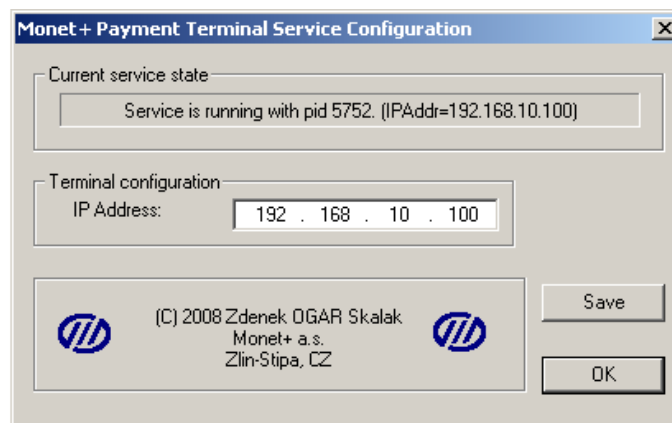 Monet+ Payment Terminal Service Configuration
Current service state
Service is running with pid 5752. (IPAddr=192.168.10.100)
Terminal configuration
IP Address: 192 . 168 . 10 . 100
(C) 2008 Zdenek OGAR Skalak
Monet+ a.s.
Zlin-Stipa, CZ
Save
OK